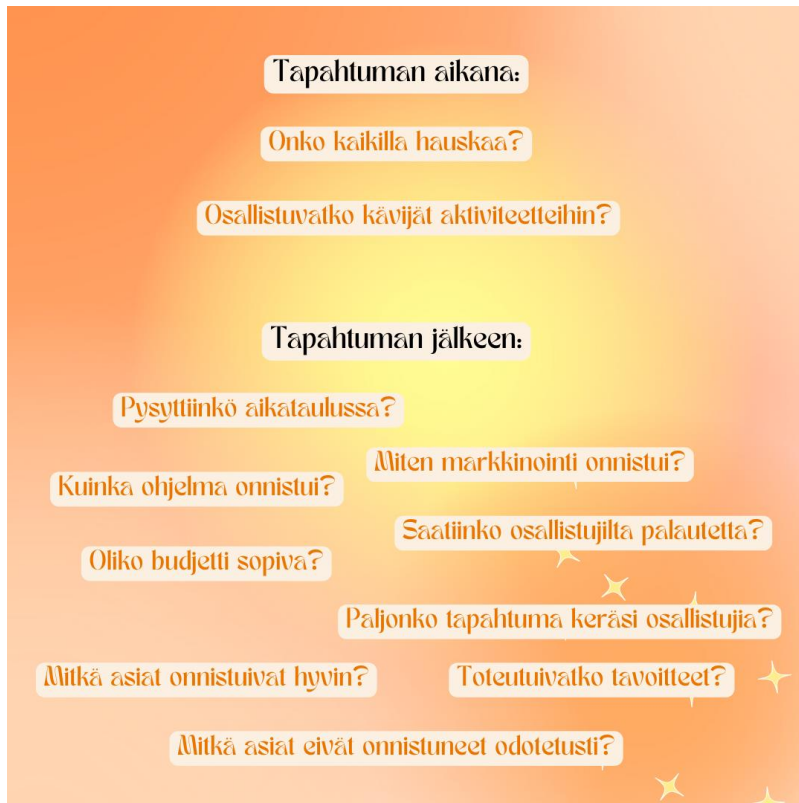 Tapahtuman aikana:
Onko kaikilla hauskaa?
Osallistuvatko kävijät aktiviteetteihin?
Tapahtuman jälkeen:
Pysyttiinkö aikataulussa?
Miten markkinointi onnistui?
Kuinka ohjelma onnistui?
Saatiinko osallistujilta palautetta?
Oliko budjetti sopiva?
Paljonko tapahtuma keräsi osallistujia?
Mitkä asiat onnistuivat hyvin?
Toteutuivatko tavoitteet?
Mitkä asiat eivät onnistuneet odotetusti?